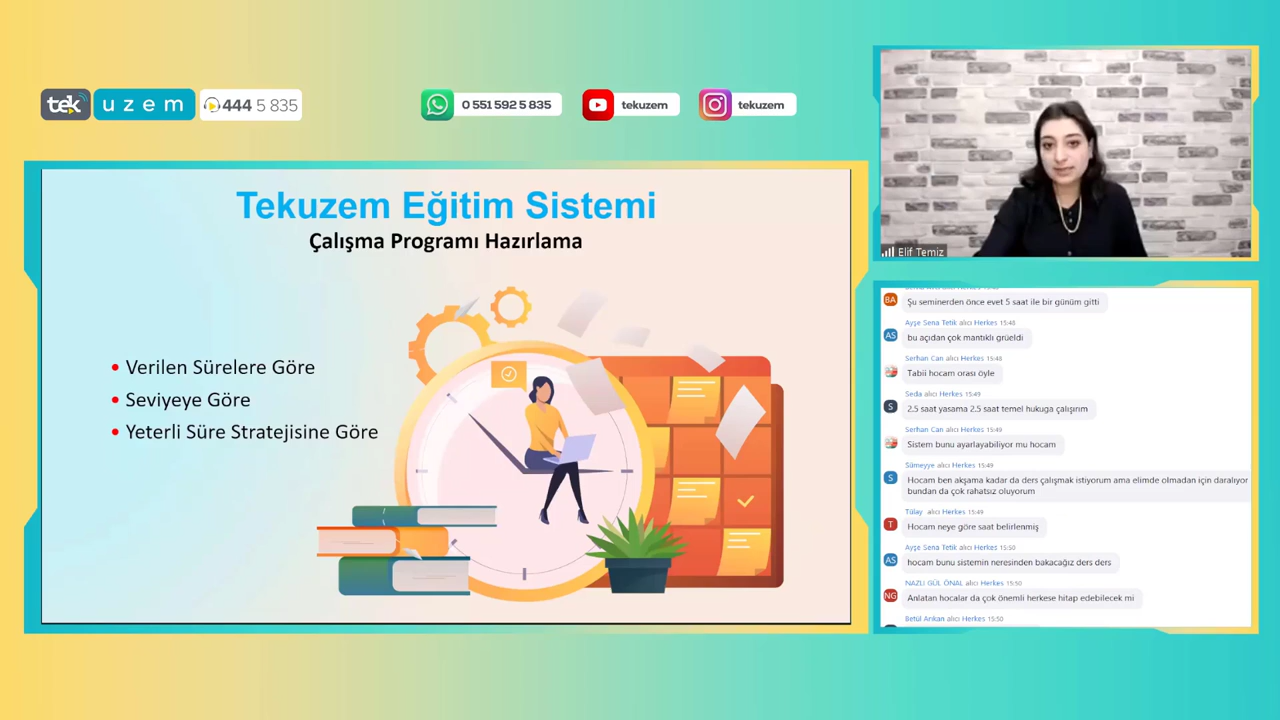 tek uzem 444 5 835
0 551 592 5 835
tekuzem
tekuzem
Tekuzem Eğitim Sistemi
Çalışma Programı Hazırlama
• Verilen Sürelere Göre
• Seviyeye Göre
• Yeterli Süre Stratejisine Göre
Elif Temiz
BA
Şu seminerden önce evet 5 saat ile bir günüm gitti
Ayşe Sena Tetik alıcı Herkes 15:48
AS
bu açıdan çok mantıklı grüeldi
Serhan Can alıcı Herkes 15:48
Tabii hocam orası öyle
Seda alıcı Herkes 15:49
S
2.5 saat yasama 2.5 saat temel hukuga çalışırım
Serhan Can alıcı Herkes 15:49
Sistem bunu ayarlayabiliyor mu hocam
Sümeyye alıcı Herkes 15:49
S
Hocam ben akşama kadar da ders çalışmak istiyorum ama elimde olmadan için daralıyor
bundan da çok rahatsız oluyorum
Tülay alıcı Herkes 15:49
T
Hocam neye göre saat belirlenmiş
Ayşe Sena Tetik alıcı Herkes 15:50
AS
hocam bunu sistemin neresinden bakacağız ders ders
NAZLI GÜL ÖNAL alıcı Herkes 15:50
NG
Anlatan hocalar da çok önemli herkese hitap edebilecek mi
Betül Arıkan alıcı Herkes 15:50